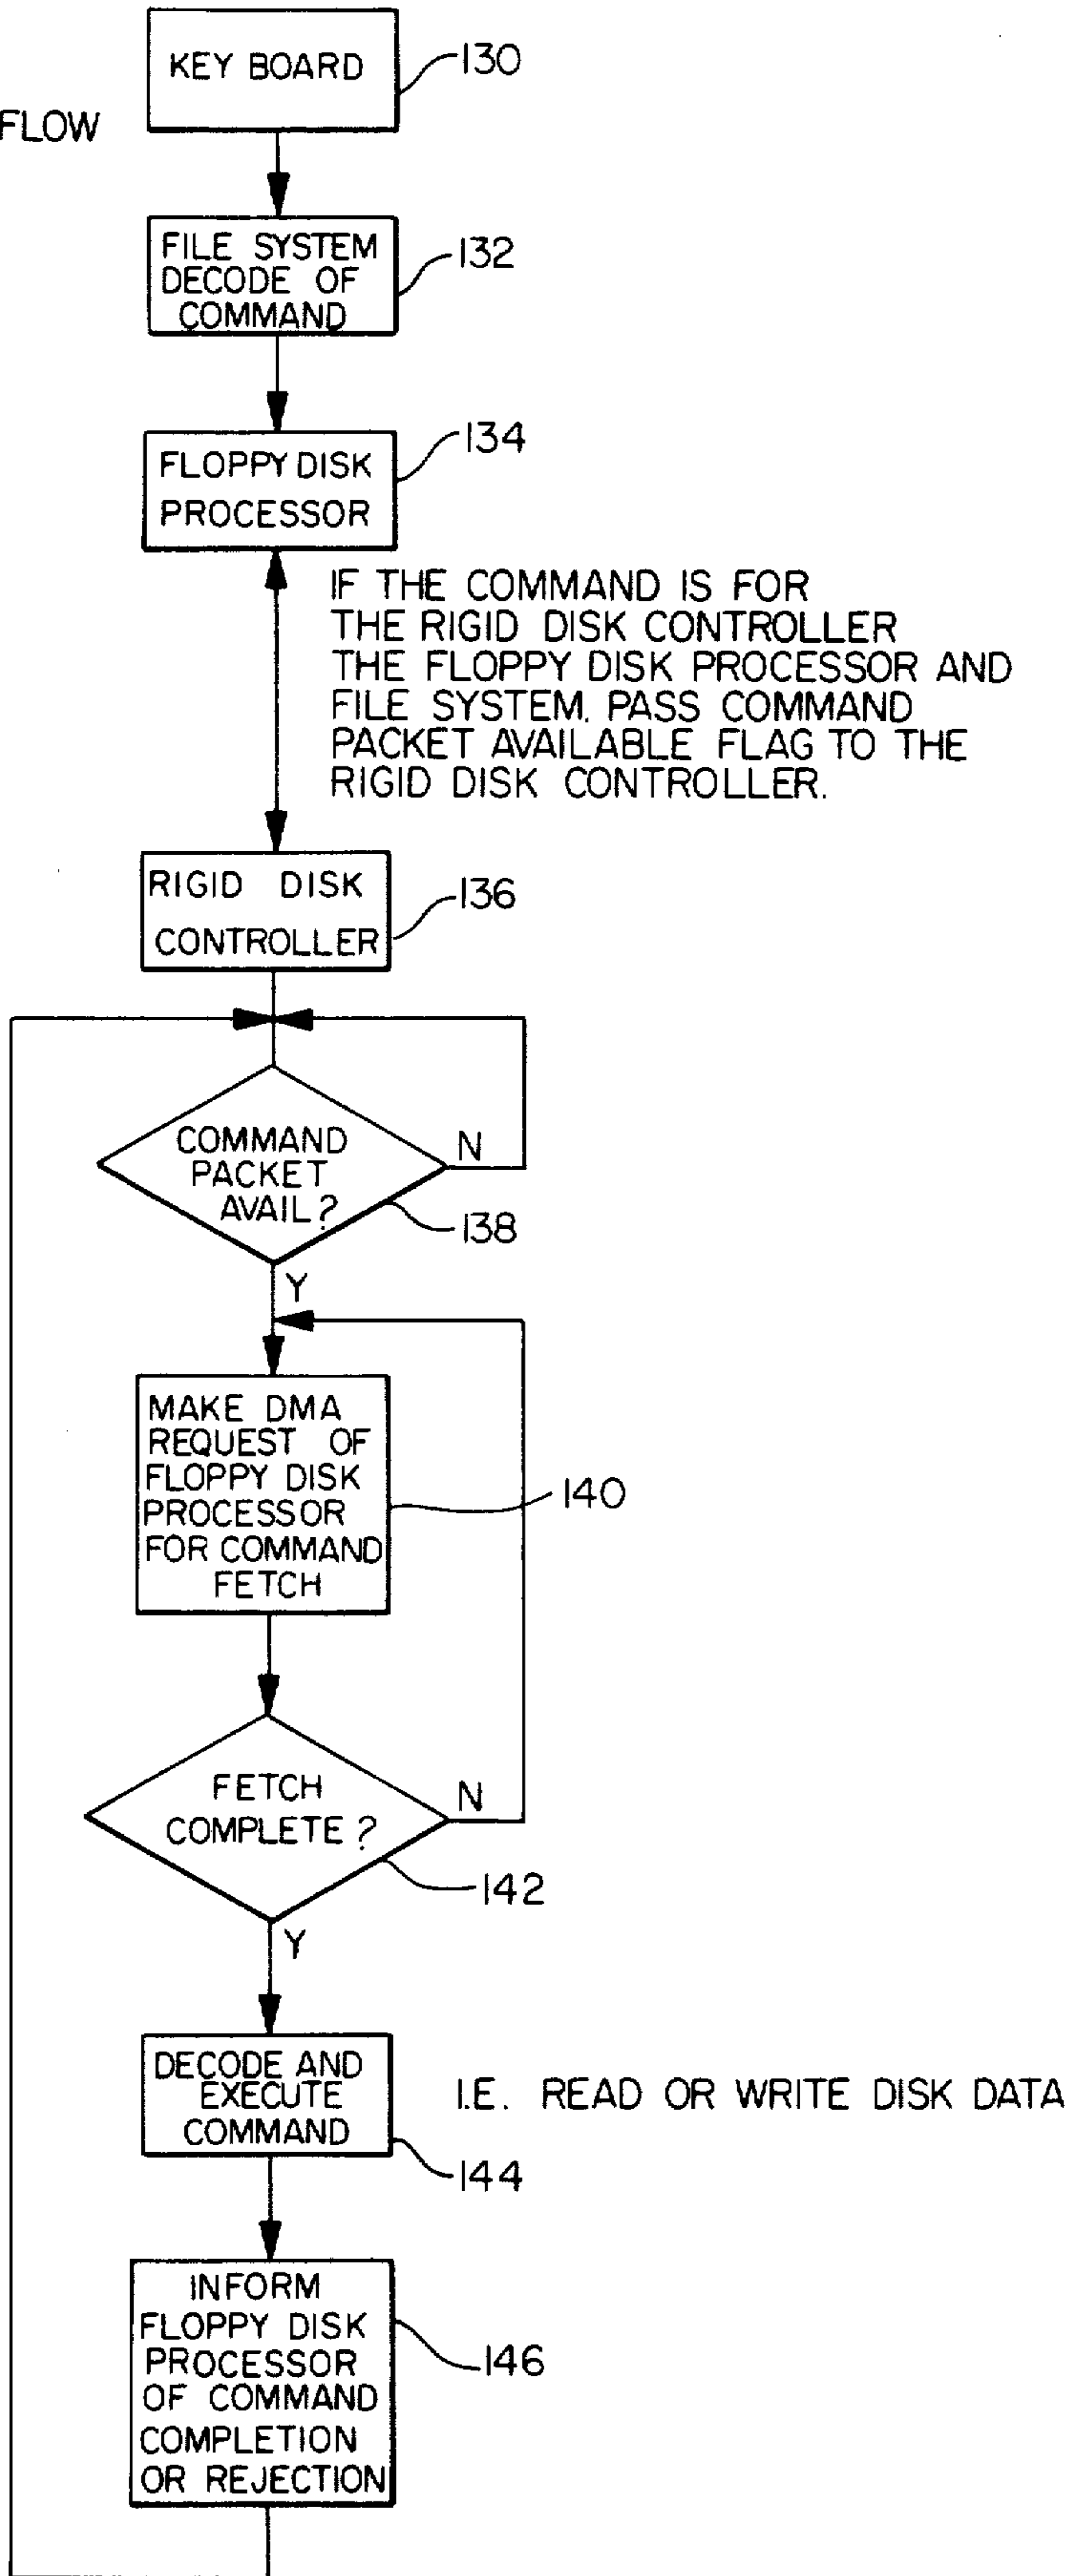 KEY BOARD
130
FLOW
FILE SYSTEM
DECODE OF
COMMAND
132
FLOPPY DISK
PROCESSOR
134
IF THE COMMAND IS FOR
THE RIGID DISK CONTROLLER
THE FLOPPY DISK PROCESSOR AND
FILE SYSTEM. PASS COMMAND
PACKET AVAILABLE FLAG TO THE
RIGID DISK CONTROLLER.
RIGID DISK
CONTROLLER
136
COMMAND
PACKET
AVAIL?
N
138
Y
MAKE DMA
REQUEST OF
FLOPPY DISK
PROCESSOR
FOR COMMAND
FETCH
140
FETCH
COMPLETE?
N
142
Y
DECODE AND
EXECUTE
COMMAND
I.E. READ OR WRITE DISK DATA
144
INFORM
FLOPPY DISK
PROCESSOR
OF COMMAND
COMPLETION
OR REJECTION
146